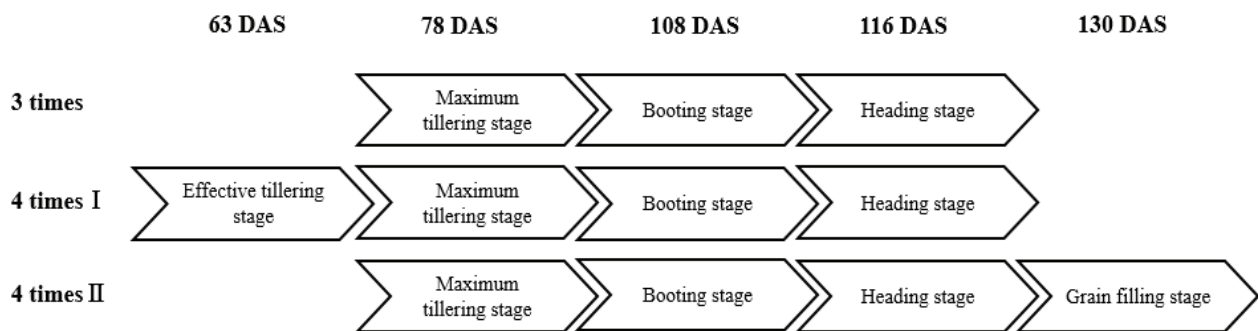 63 DAS 78 DAS 108 DAS 116 DAS 130 DAS
3 times
Maximum
tillering stage
Booting stage
Heading stage
4 times Ⅰ
Effective tillering
stage
Maximum
tillering stage
Booting stage
Heading stage
4 times Ⅱ
Maximum
tillering stage
Booting stage
Heading stage
Grain filling stage